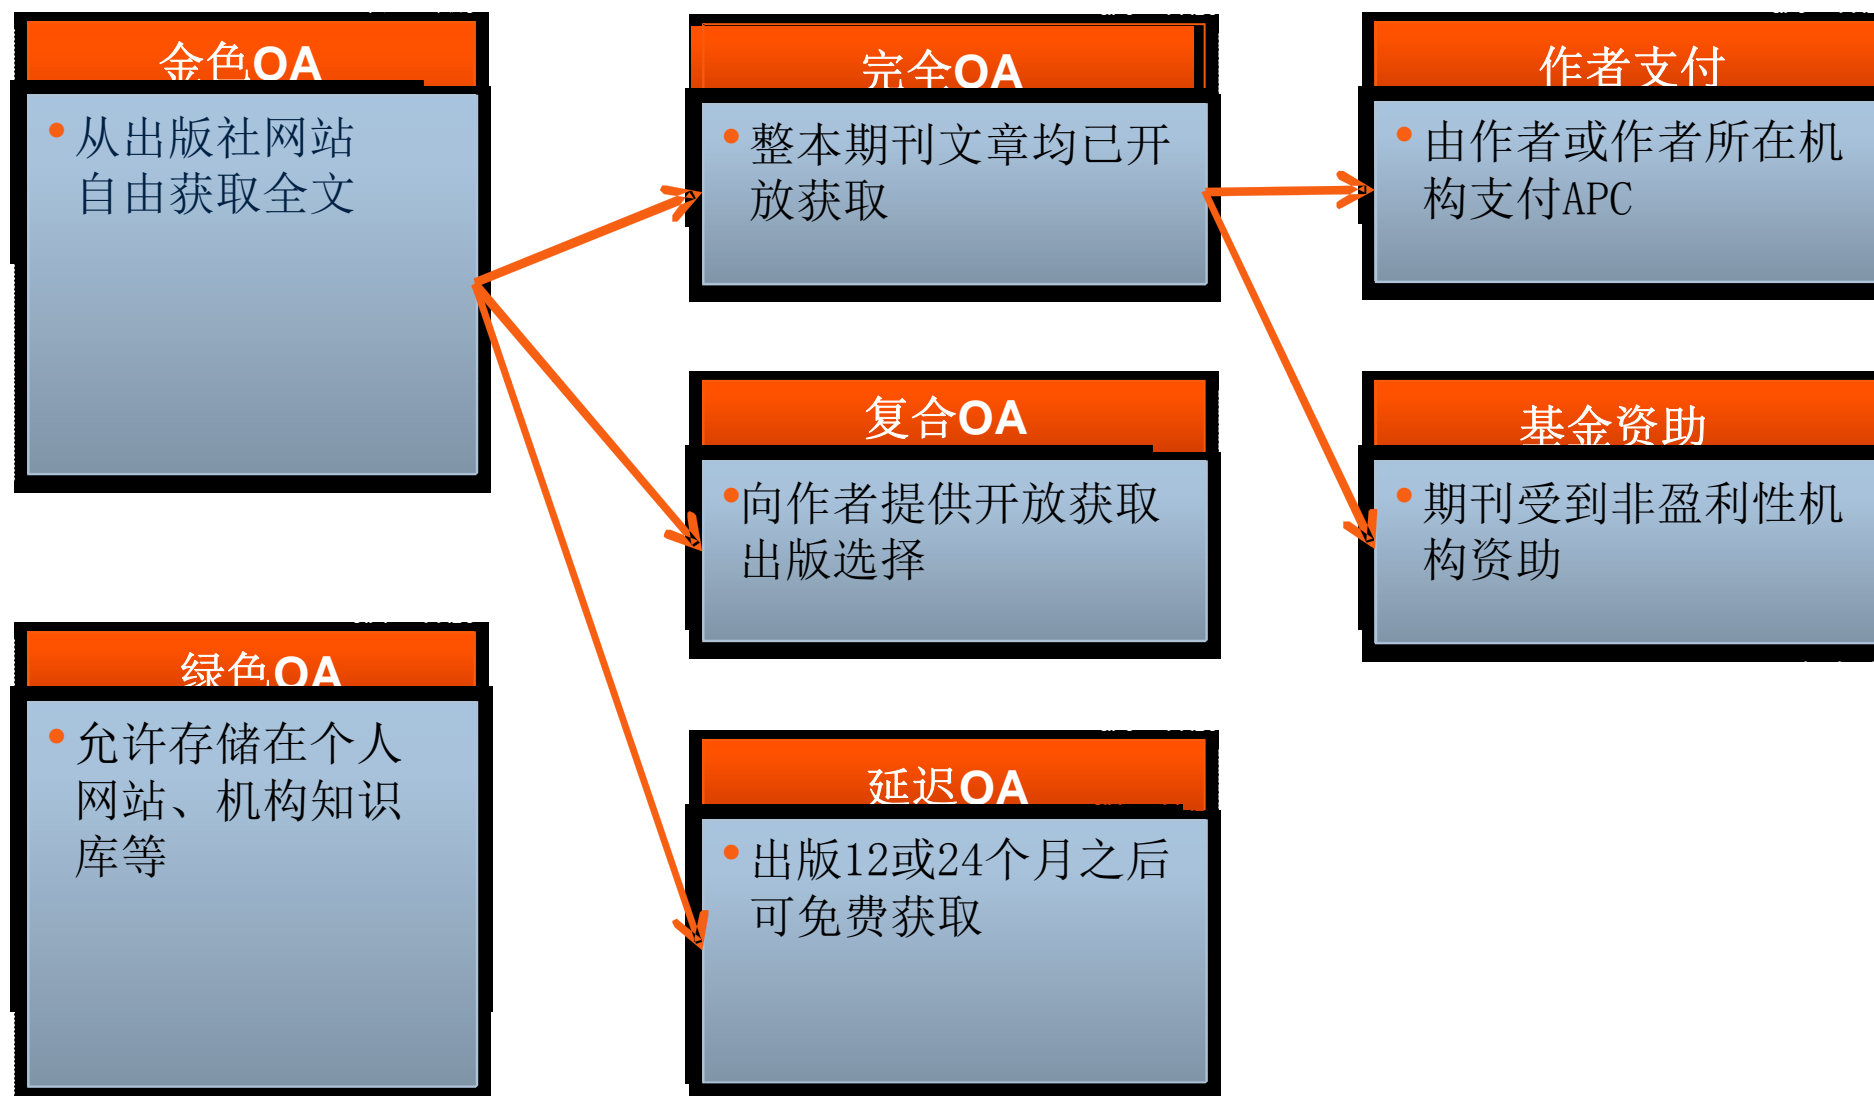 金色OA
• 从出版社网站
自由获取全文
绿色OA
• 允许存储在个人
网站、机构知识
库等
完全OA
• 整本期刊文章均已开
放获取
复合OA
• 向作者提供开放获取
出版选择
延迟OA
• 出版12或24个月之后
可免费获取
作者支付
• 由作者或作者所在机
构支付APC
基金资助
• 期刊受到非盈利性机
构资助